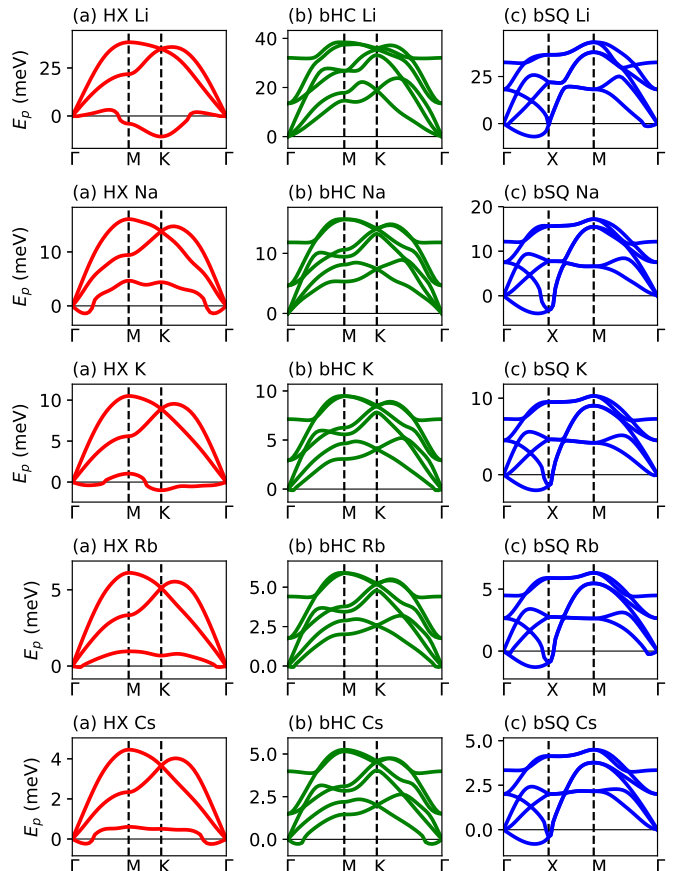 (a) HX Li (b) bHC Li (c) bSQ Li
E_p (meV)
25
0
Γ M K Γ
40
20
0
Γ M K Γ
25
0
Γ X M Γ
(a) HX Na (b) bHC Na (c) bSQ Na
E_p (meV)
10
0
Γ M K Γ
10
0
Γ M K Γ
20
10
0
Γ X M Γ
(a) HX K (b) bHC K (c) bSQ K
E_p (meV)
10
5
0
Γ M K Γ
10
5
0
Γ M K Γ
10
0
Γ X M Γ
(a) HX Rb (b) bHC Rb (c) bSQ Rb
E_p (meV)
5
0
Γ M K Γ
5.0
2.5
0.0
Γ M K Γ
5
0
Γ X M Γ
(a) HX Cs (b) bHC Cs (c) bSQ Cs
E_p (meV)
4
2
0
Γ M K Γ
5.0
2.5
0.0
Γ M K Γ
5.0
2.5
0.0
Γ X M Γ